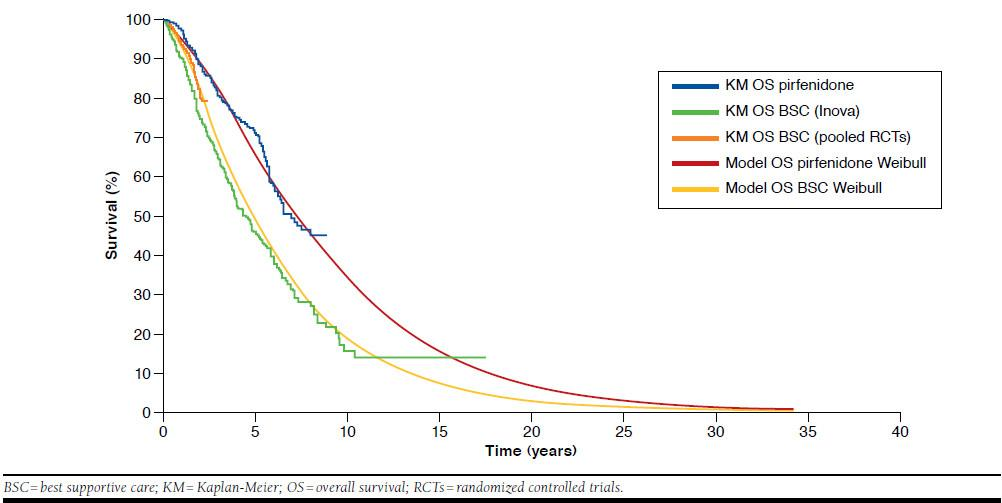 100
90
80
70
60
50
40
30
20
10
0
Survival (%)
0 5 10 15 20 25 30 35 40
Time (years)
KM OS pirfenidone
KM OS BSC (Inova)
KM OS BSC (pooled RCTs)
Model OS pirfenidone Weibull
Model OS BSC Weibull
BSC = best supportive care; KM = Kaplan-Meier; OS = overall survival; RCTs = randomized controlled trials.